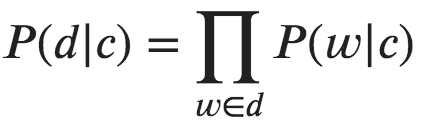 P(d|c) = ∏ P(w|c)
w∈d